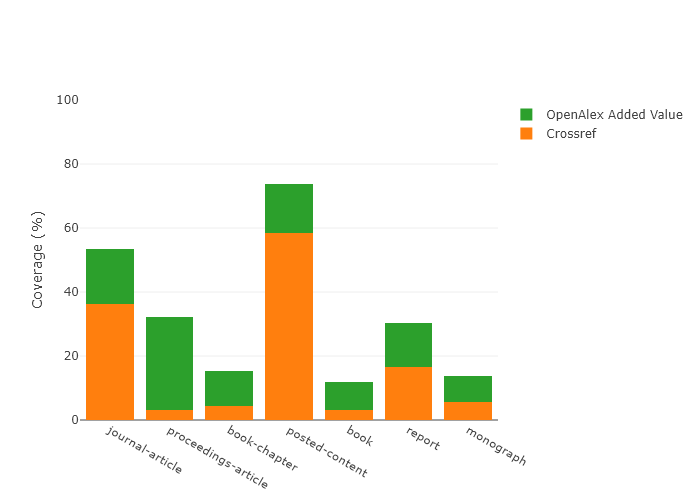 100
80
60
40
20
0
Coverage (%)
journal-article
proceedings-article
book-chapter
posted-content
book
report
monograph
OpenAlex Added Value
Crossref